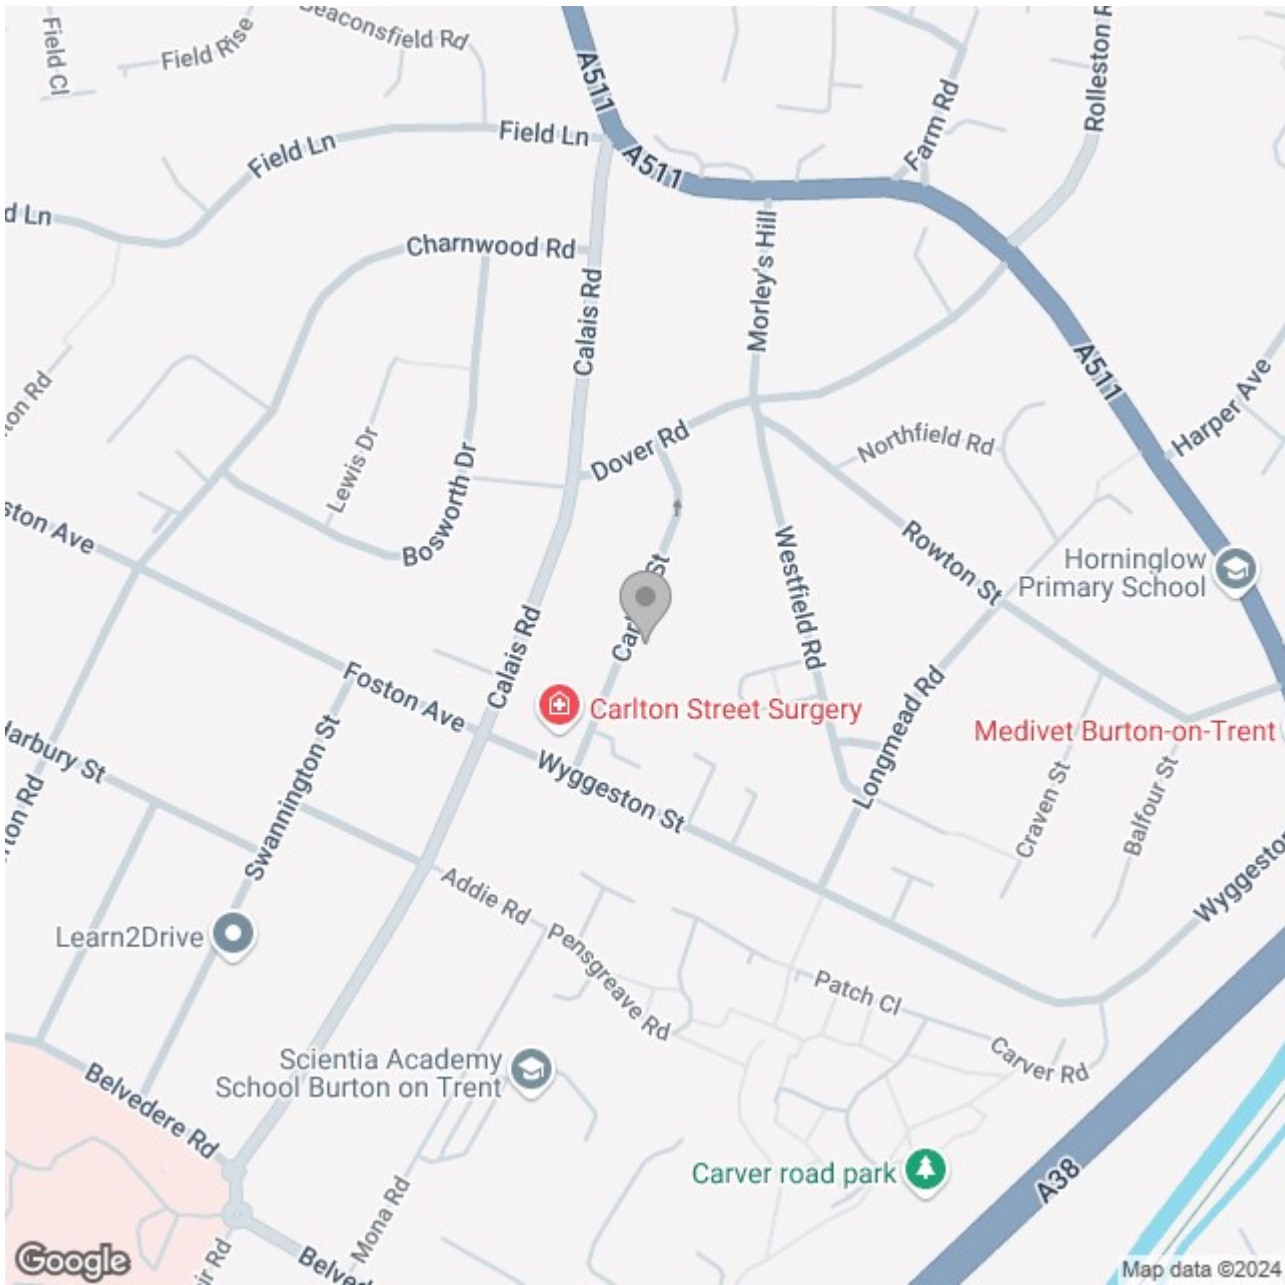 Field Cl
Field Rise
Beaconsfield Rd
A511
Farm Rd
Field Ln
Field Ln
A511
d Ln
Charnwood Rd
Calais Rd
Morley's Hill
A511
Harper Ave
Dover Rd
Northfield Rd
Lewis Dr
Bosworth Dr
ston Ave
Westfield Rd
Rowton St
Horninglow
Primary School
St
Calais Rd
Foston Ave
Carlton Street Surgery
Longmead Rd
Medivet Burton-on-Trent
Swannington St
Wyggeston St
Craven St
Balfour St
Addie Rd
Learn2Drive
Pensgreave Rd
Patch Cl
Carver Rd
Scientia Academy
School Burton on Trent
Belvedere Rd
Carver road park
A38
Mona Rd
Google
Map data ©2024